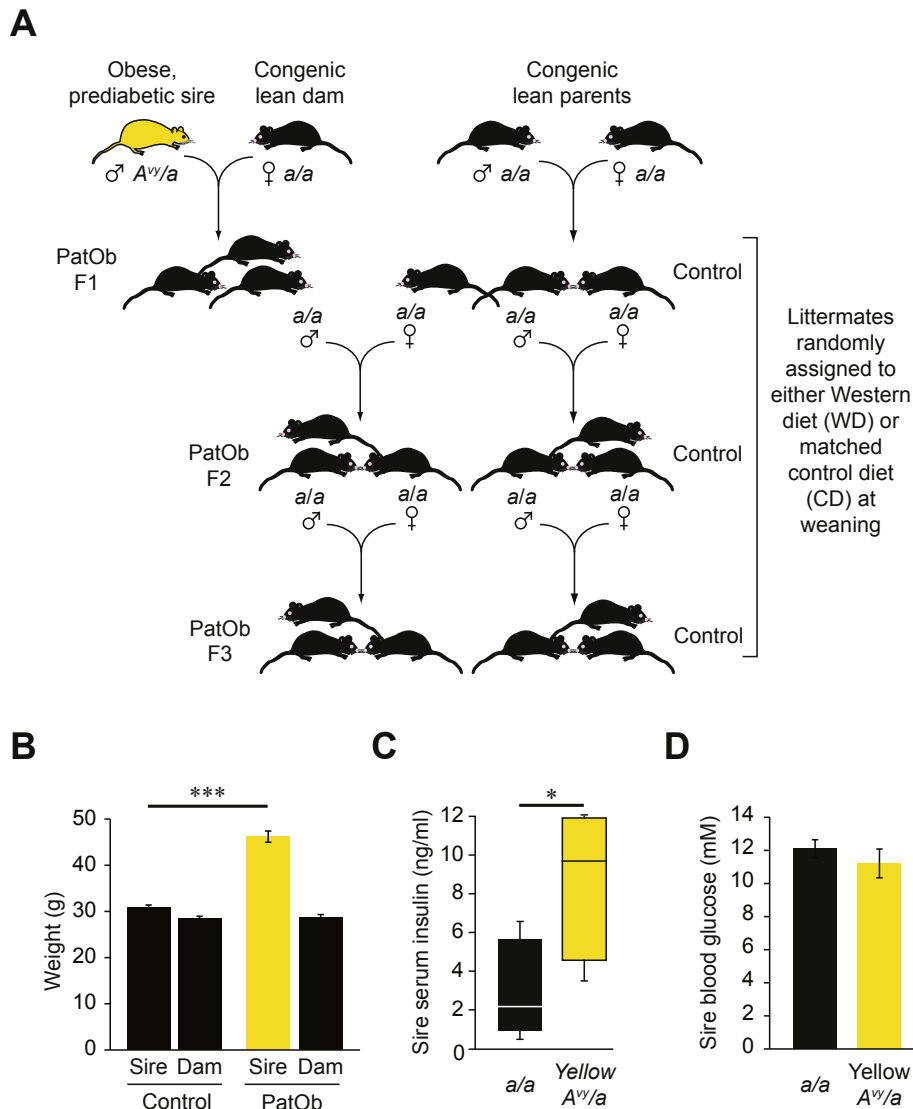 A
Obese,
prediabetic sire
Congenic
lean dam
Congenic
lean parents
♂ Aᵛʸ/a
♀ a/a
♂ a/a
♀ a/a
PatOb
F1
Control
a/a
♂
a/a
♀
a/a
♂
a/a
♀
PatOb
F2
Control
a/a
♂
a/a
♀
a/a
♂
a/a
♀
PatOb
F3
Control
Littermates
randomly
assigned to
either Western
diet (WD) or
matched
control diet
(CD) at
weaning
B
***
Weight (g)
50
40
30
20
10
0
Sire Dam Sire Dam
Control PatOb
C
*
Sire serum insulin (ng/ml)
12
10
8
6
4
2
0
a/a
Yellow
Aᵛʸ/a
D
Sire blood glucose (mM)
14
12
10
8
6
4
2
0
a/a
Yellow
Aᵛʸ/a